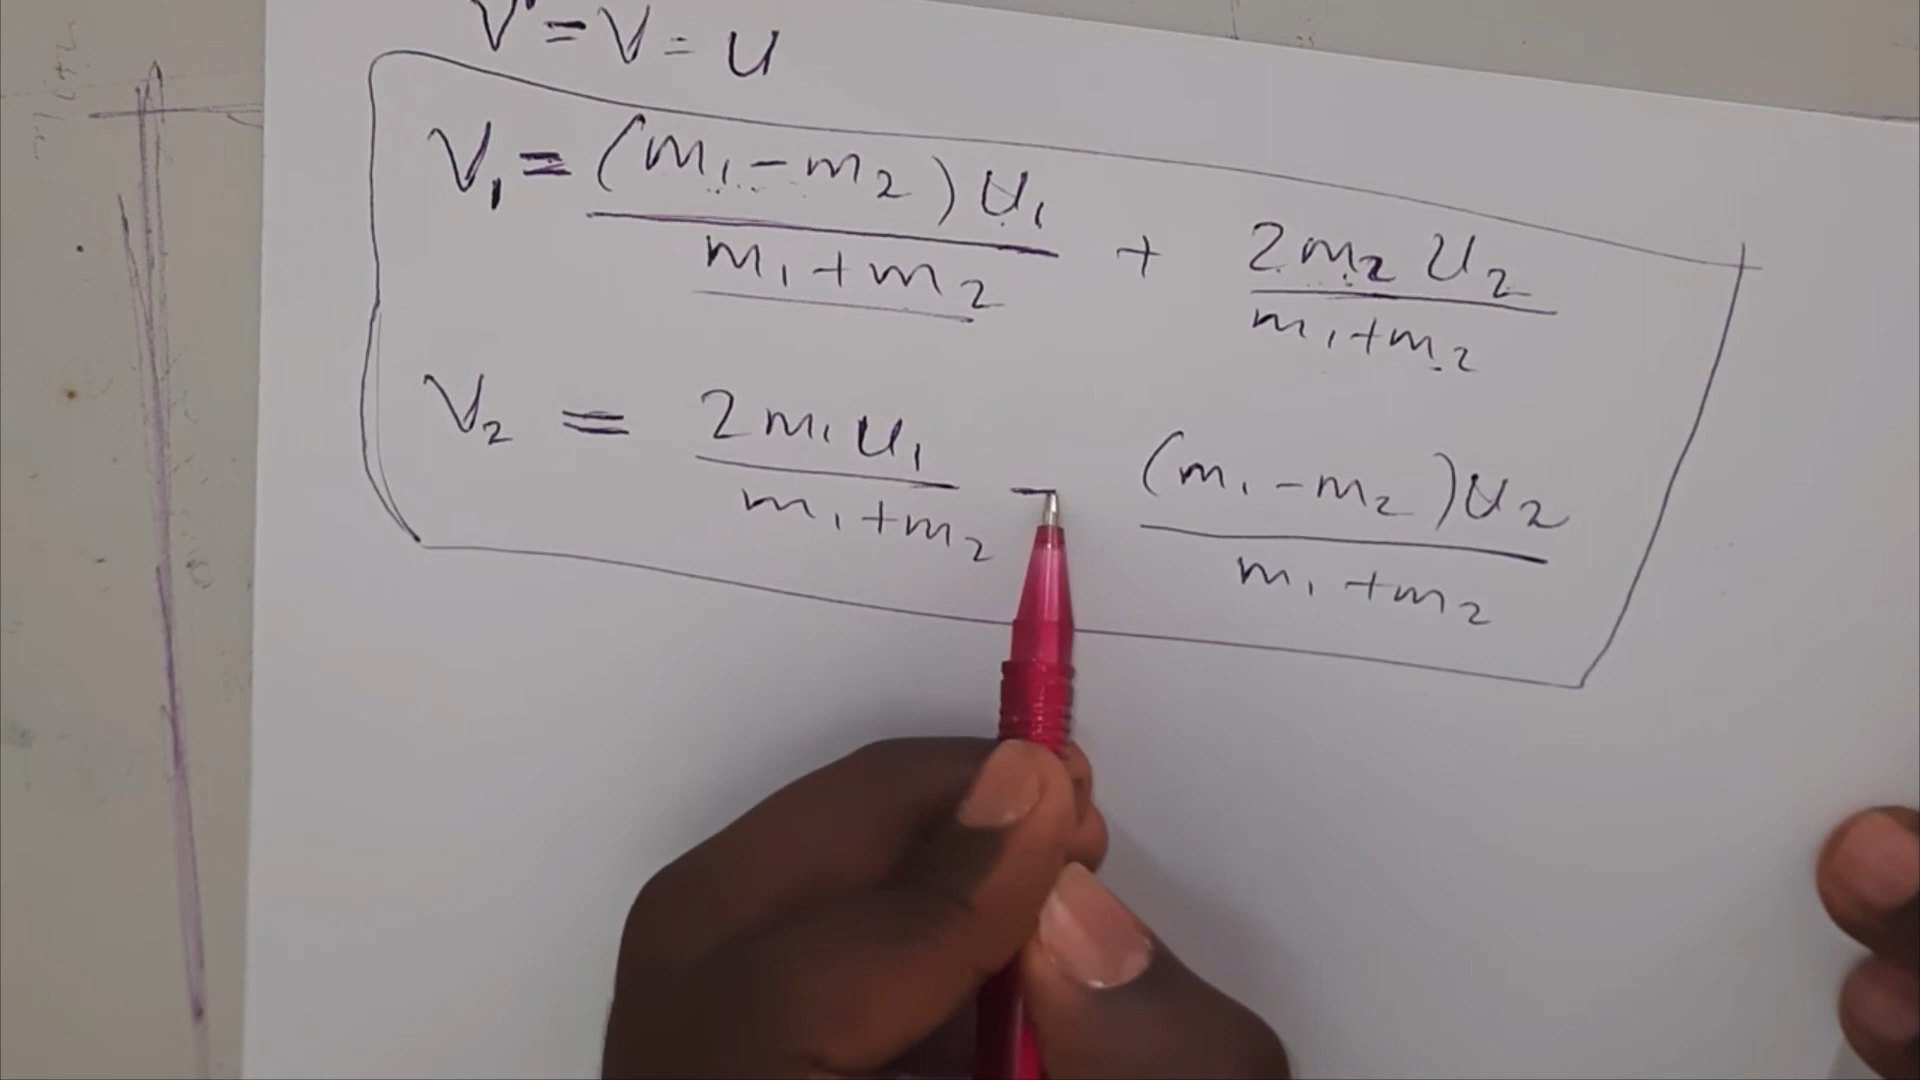 V' = V = U
V₁ = (m₁ - m₂) U₁ / m₁ + m₂ + 2m₂ U₂ / m₁ + m₂
V₂ = 2m₁ U₁ / m₁ + m₂ - (m₁ - m₂) U₂ / m₁ + m₂